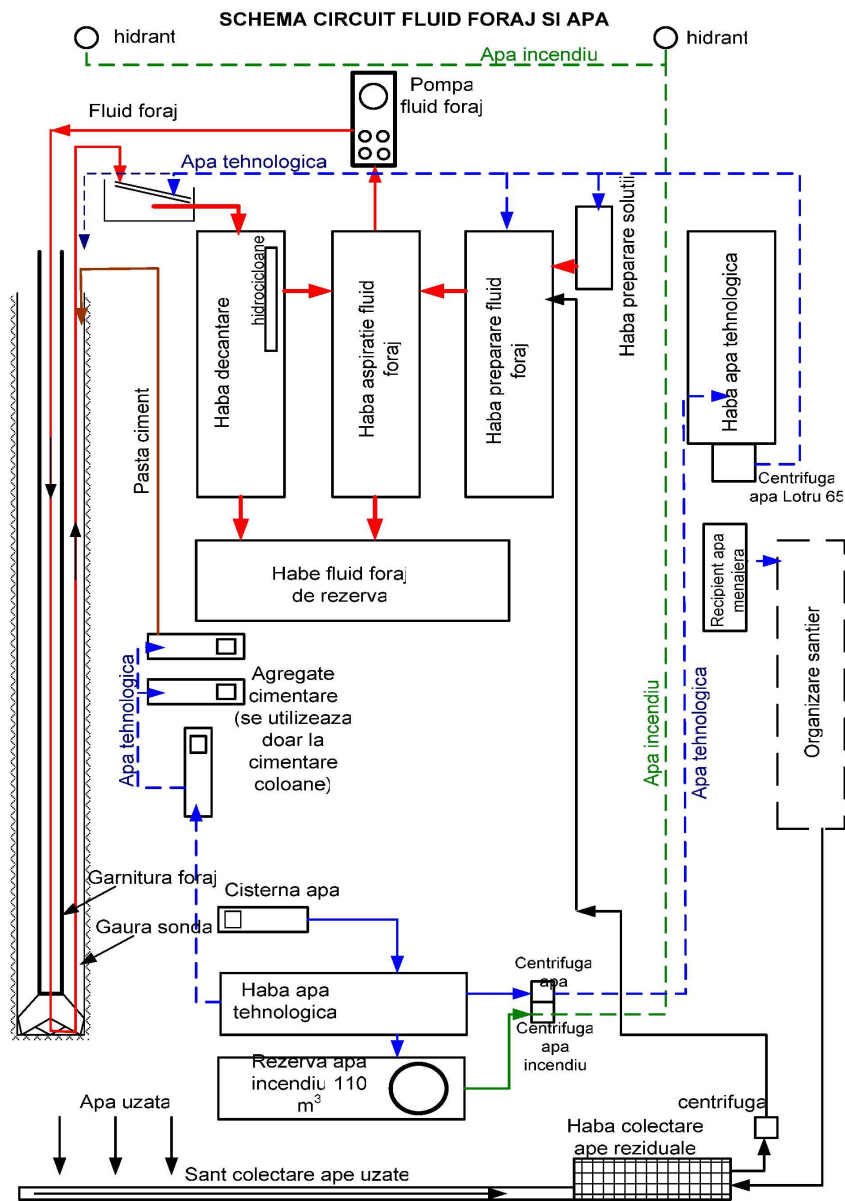 SCHEMA CIRCUIT FLUID FORAJ SI APA
hidrant
hidrant
Apa incendiu
Pompa
fluid foraj
Fluid foraj
Apa tehnologica
Haba decantare
hidrocicloane
Haba aspiratie fluid
foraj
Haba preparare fluid
foraj
Haba preparare solutii
Haba apa tehnologica
Centrifuga
apa Lotru 65
Pasta ciment
Habe fluid foraj
de rezerva
Recipient apa
menajera
Organizare santier
Apa tehnologica
Agregate
cimentare
(se utilizeaza
doar la
cimentare
coloane)
Apa incendiu
Apa tehnologica
Garnitura foraj
Gaura sonda
Cisterna apa
Haba apa
tehnologica
Centrifuga
apa
Centrifuga
apa
incendiu
Rezerva apa
incendiu 110
m³
Apa uzata
Sant colectare ape uzate
Haba colectare
ape reziduale
centrifuga